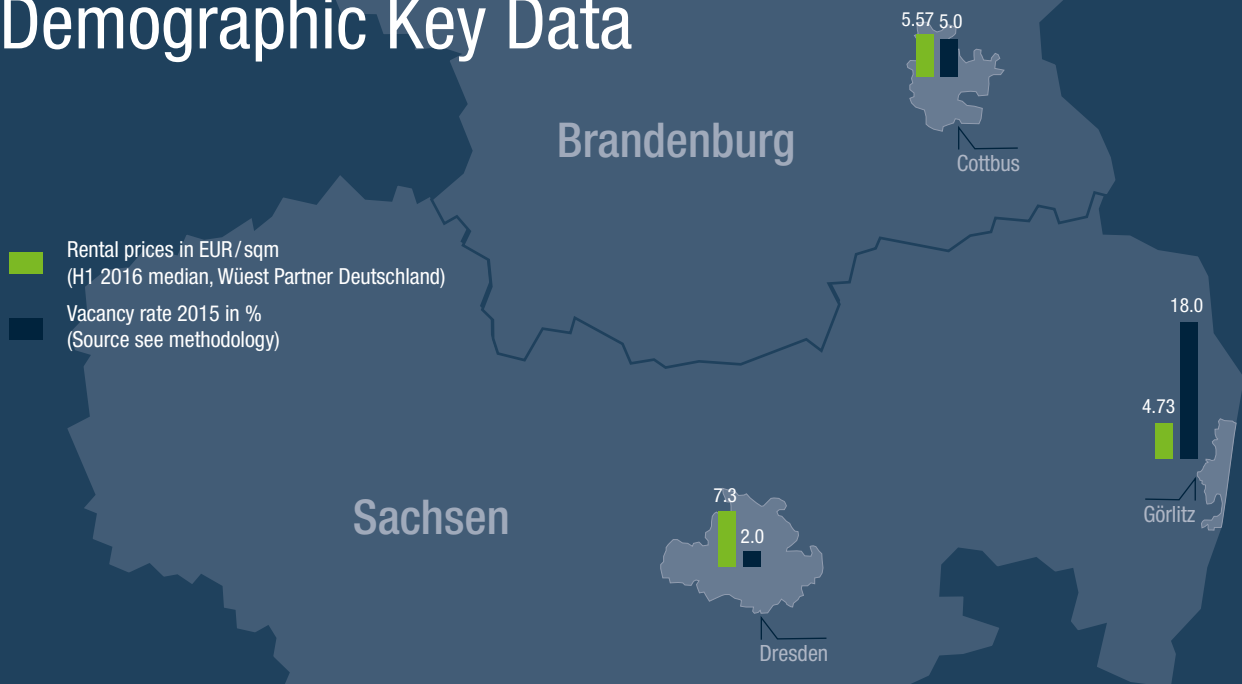 Demographic Key Data
5.57 5.0
Brandenburg
Cottbus
Rental prices in EUR/sqm
(H1 2016 median, Wüest Partner Deutschland)
Vacancy rate 2015 in %
(Source see methodology)
18.0
4.73
Sachsen
7.3
2.0
Görlitz
Dresden